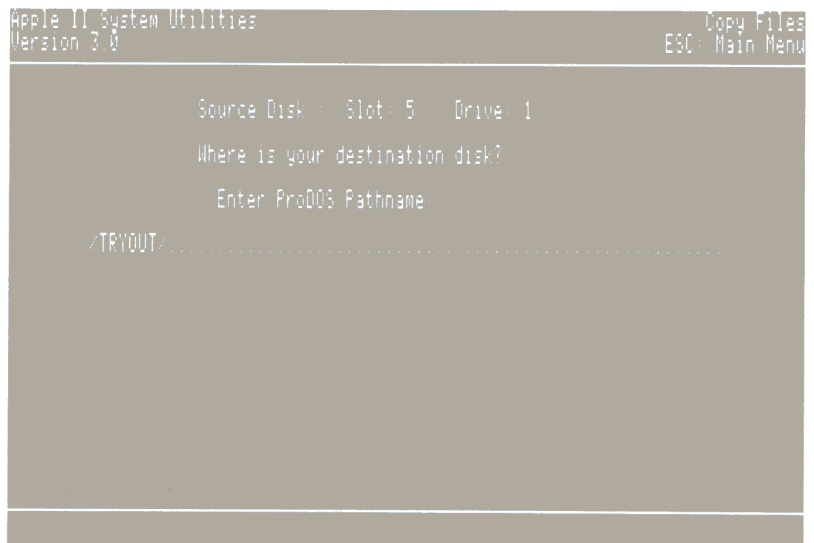 Apple II System Utilities
Copy Files
Version 3.0
ESC: Main Menu
Source Disk : Slot: 5 Drive: 1
Where is your destination disk?
Enter ProDOS Pathname:
/TRYOUT/..........................................................